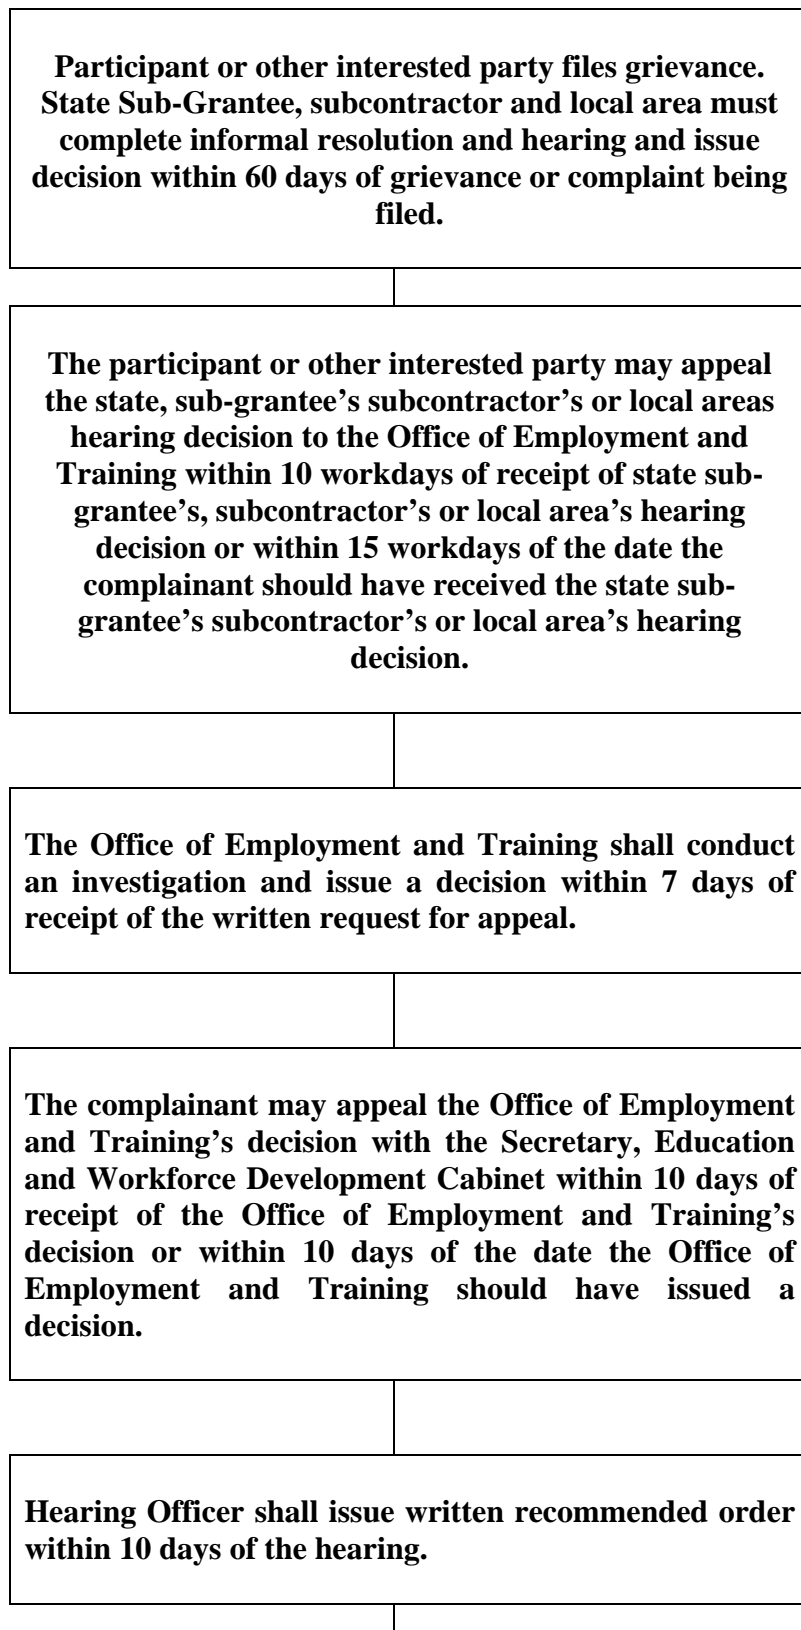 Participant or other interested party files grievance.
State Sub-Grantee, subcontractor and local area must
complete informal resolution and hearing and issue
decision within 60 days of grievance or complaint being
filed.
The participant or other interested party may appeal
the state, sub-grantee’s subcontractor’s or local areas
hearing decision to the Office of Employment and
Training within 10 workdays of receipt of state sub-
grantee’s, subcontractor’s or local area’s hearing
decision or within 15 workdays of the date the
complainant should have received the state sub-
grantee’s subcontractor’s or local area’s hearing
decision.
The Office of Employment and Training shall conduct
an investigation and issue a decision within 7 days of
receipt of the written request for appeal.
The complainant may appeal the Office of Employment
and Training’s decision with the Secretary, Education
and Workforce Development Cabinet within 10 days of
receipt of the Office of Employment and Training’s
decision or within 10 days of the date the Office of
Employment and Training should have issued a
decision.
Hearing Officer shall issue written recommended order
within 10 days of the hearing.